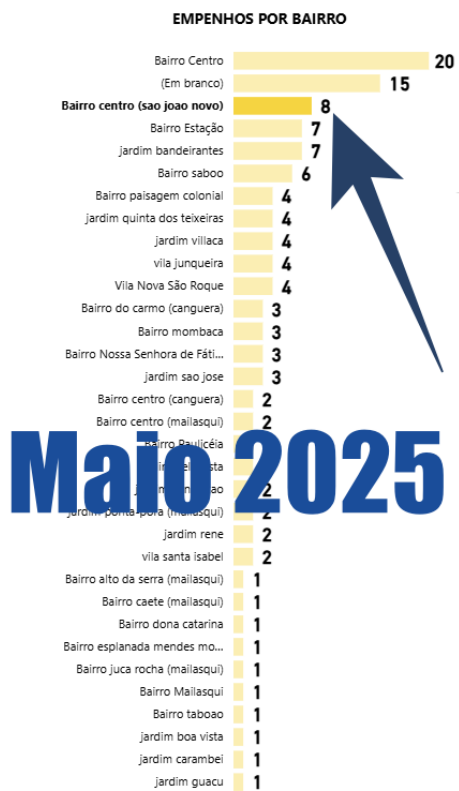 EMPENHOS POR BAIRRO
Bairro Centro 20
(Em branco) 15
Bairro centro (sao joao novo) 8
Bairro Estação 7
jardim bandeirantes 7
Bairro saboo 6
Bairro paisagem colonial 4
jardim quinta dos teixeiras 4
jardim villaca 4
vila junqueira 4
Vila Nova São Roque 4
Bairro do carmo (canguera) 3
Bairro mombaca 3
Bairro Nossa Senhora de Fáti... 3
jardim sao jose 3
Bairro centro (canguera) 2
Bairro centro (mailasqui) 2
Bairro Paulicéia
Maio 2025
2
jardim ponta-pora (mailasqui) 2
jardim rene 2
vila santa isabel 2
Bairro alto da serra (mailasqui) 1
Bairro caete (mailasqui) 1
Bairro dona catarina 1
Bairro esplanada mendes mo... 1
Bairro juca rocha (mailasqui) 1
Bairro Mailasqui 1
Bairro taboao 1
jardim boa vista 1
jardim carambei 1
jardim guacu 1